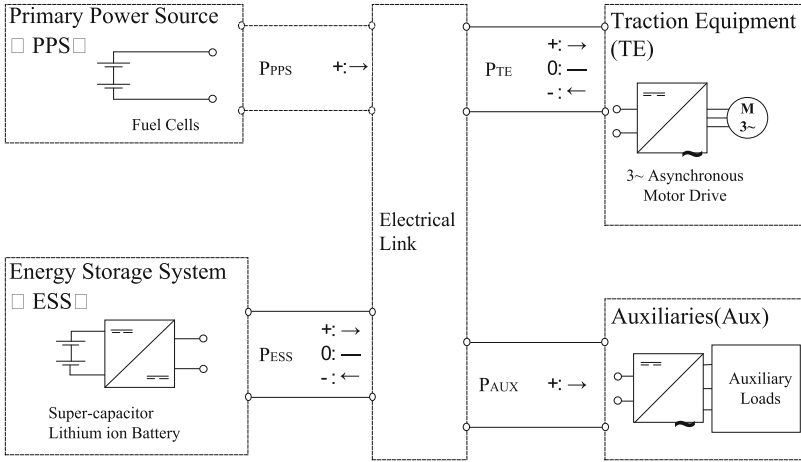 Primary Power Source
□ PPS□
Fuel Cells
PPPS
+:→
Electrical
Link
PTE
+: →
0: —
- : ←
Traction Equipment
(TE)
M
3~
3~ Asynchronous
Motor Drive
Energy Storage System
□ ESS□
Super-capacitor
Lithium ion Battery
PESS
+: →
0: —
- : ←
PAUX
+: →
Auxiliaries(Aux)
~
Auxiliary
Loads